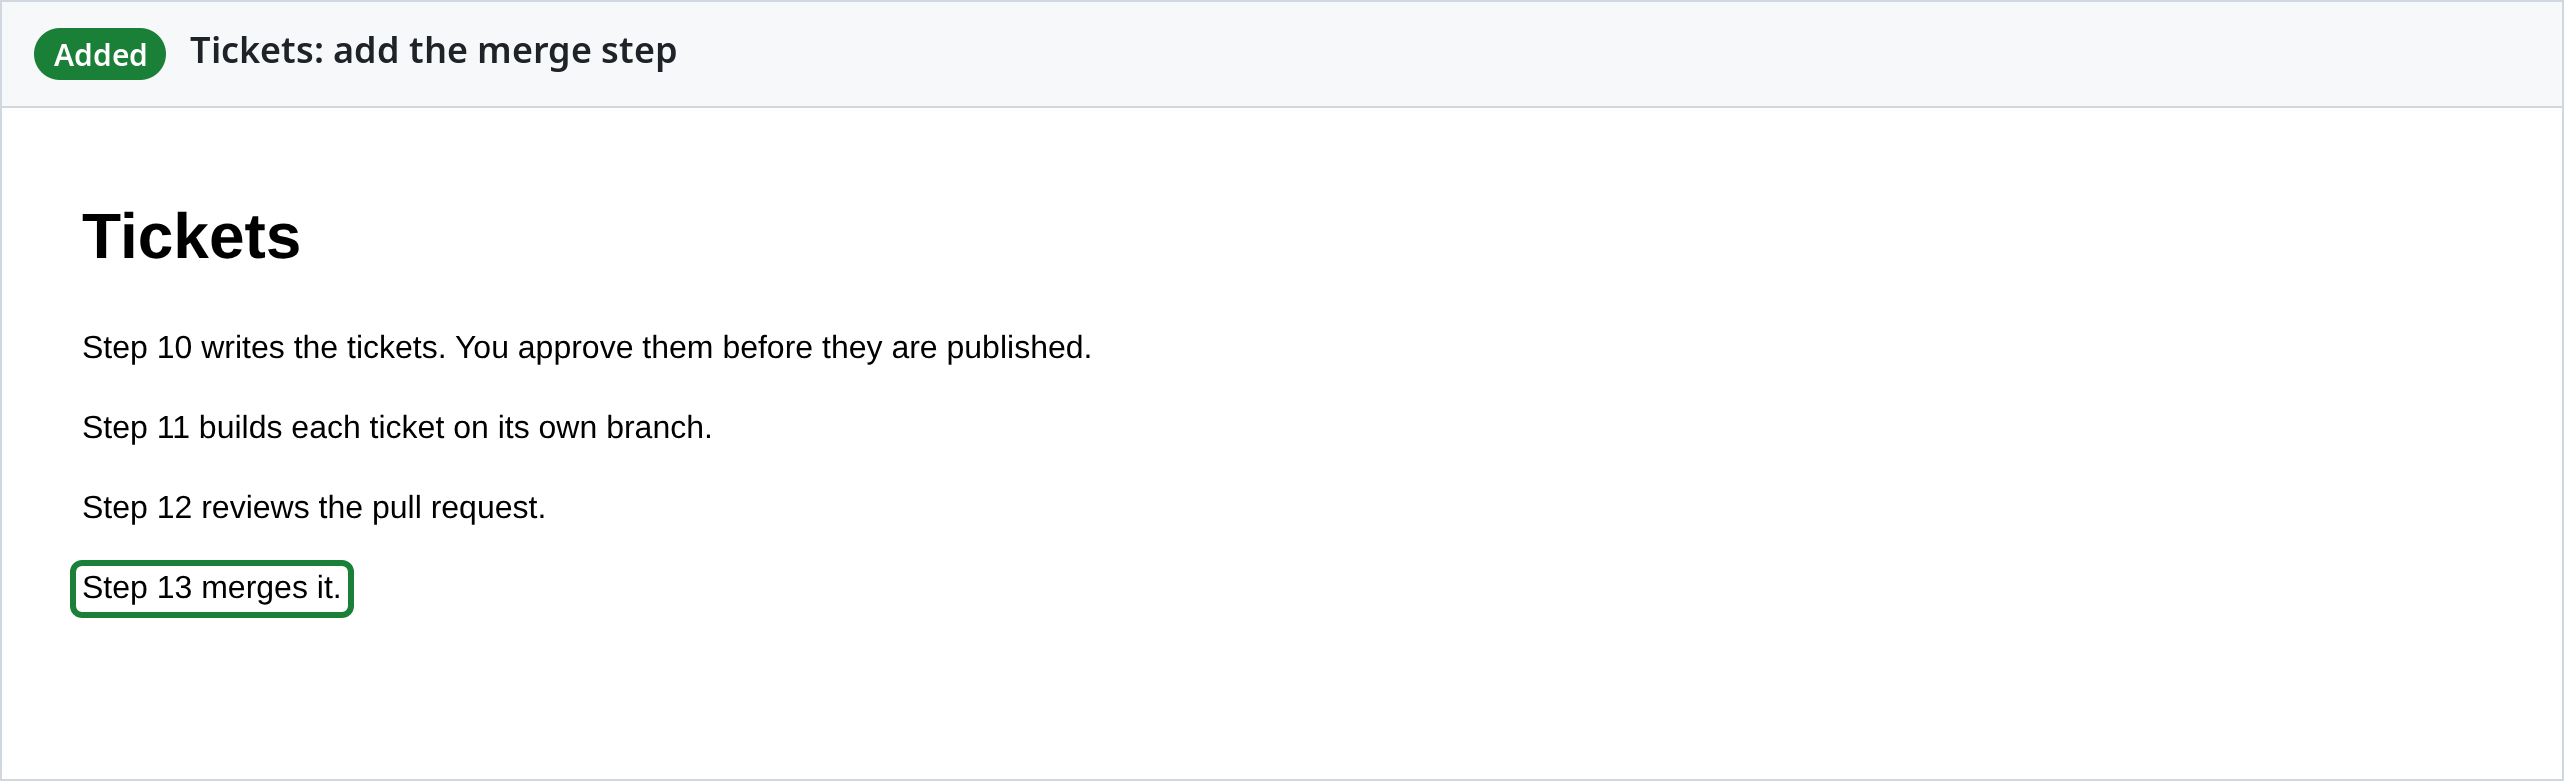 Added Tickets: add the merge step
Tickets
Step 10 writes the tickets. You approve them before they are published.
Step 11 builds each ticket on its own branch.
Step 12 reviews the pull request.
Step 13 merges it.